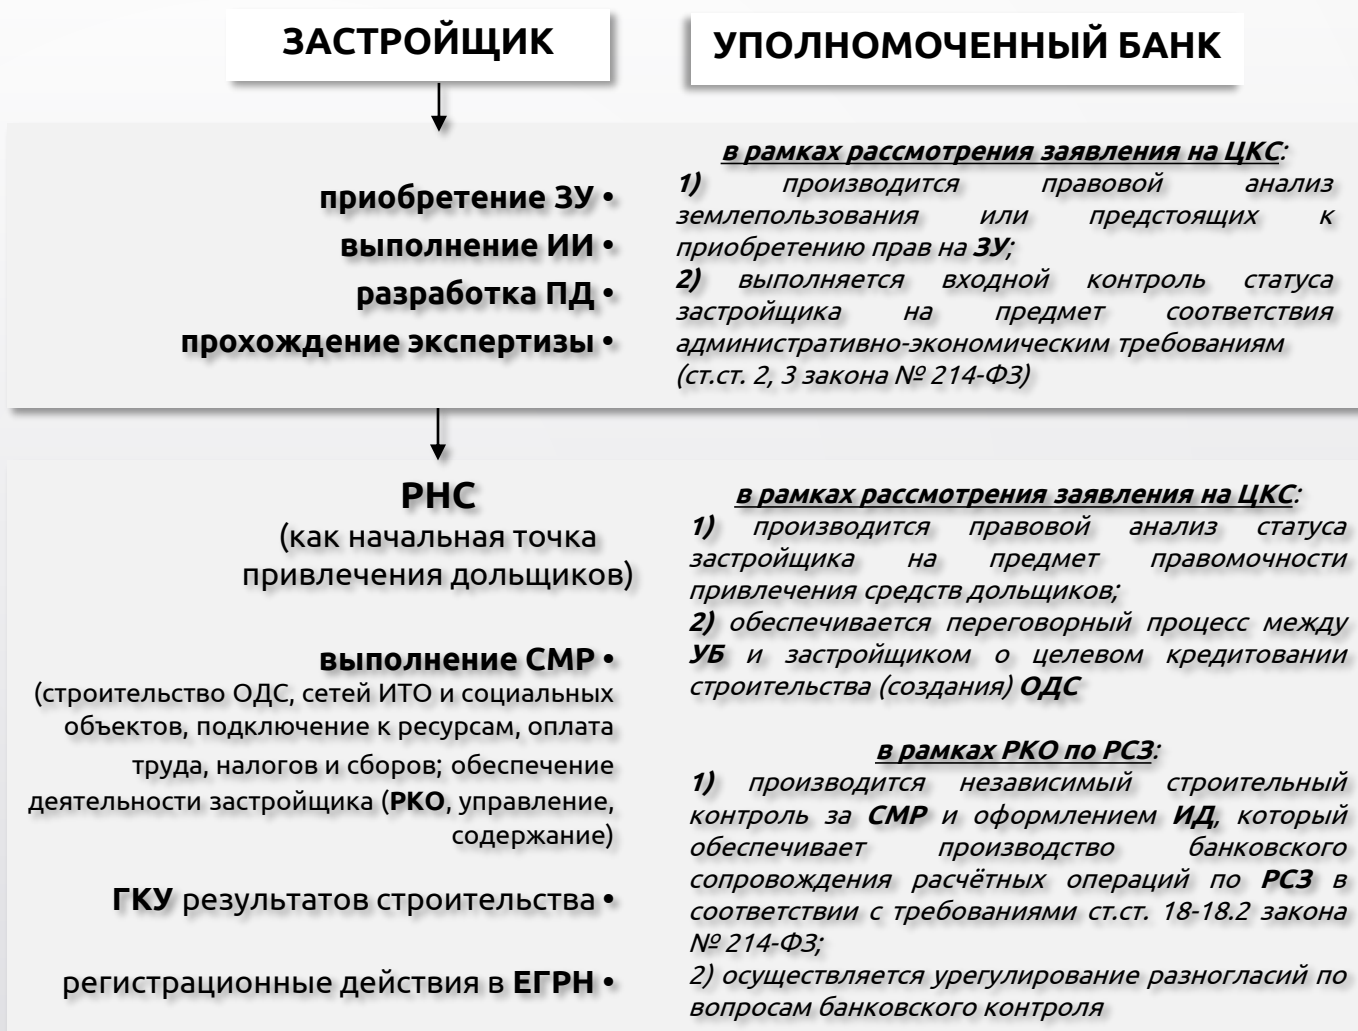 ЗАСТРОЙЩИК
УПОЛНОМОЧЕННЫЙ БАНК
приобретение ЗУ •
выполнение ИИ •
разработка ПД •
прохождение экспертизы •
в рамках рассмотрения заявления на ЦКС:
1) производится правовой анализ
землепользования или предстоящих к
приобретению прав на ЗУ;
2) выполняется входной контроль статуса
застройщика на предмет соответствия
административно-экономическим требованиям
(ст.ст. 2, 3 закона № 214-ФЗ)
РНС
(как начальная точка
привлечения дольщиков)
выполнение СМР •
(строительство ОДС, сетей ИТО и социальных
объектов, подключение к ресурсам, оплата
труда, налогов и сборов; обеспечение
деятельности застройщика (РКО, управление,
содержание)
ГКУ результатов строительства •
регистрационные действия в ЕГРН •
в рамках рассмотрения заявления на ЦКС:
1) производится правовой анализ статуса
застройщика на предмет правомочности
привлечения средств дольщиков;
2) обеспечивается переговорный процесс между
УБ и застройщиком о целевом кредитовании
строительства (создания) ОДС
в рамках РКО по РСЗ:
1) производится независимый строительный
контроль за СМР и оформлением ИД, который
обеспечивает производство банковского
сопровождения расчётных операций по РСЗ в
соответствии с требованиями ст.ст. 18-18.2 закона
№ 214-ФЗ;
2) осуществляется урегулирование разногласий по
вопросам банковского контроля